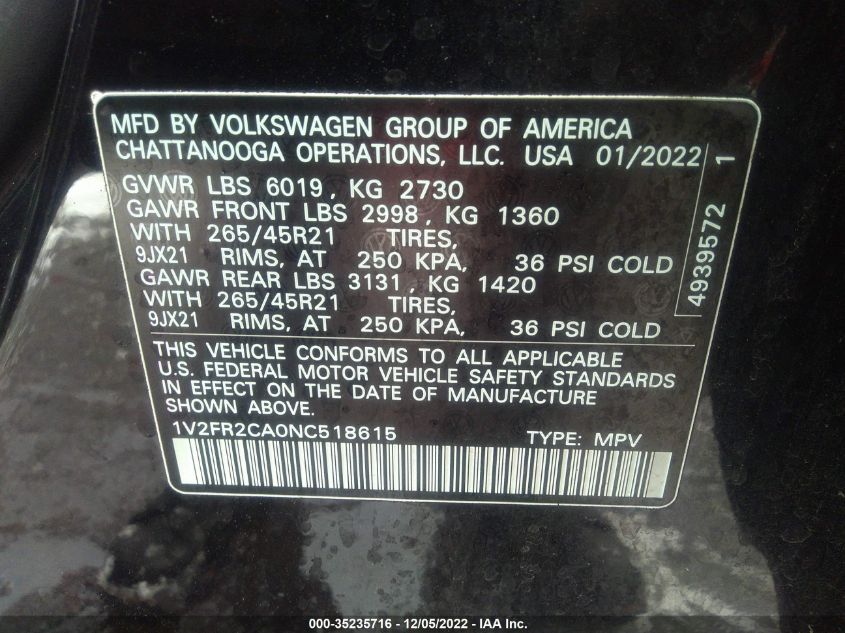 MFD BY VOLKSWAGEN GROUP OF AMERICA
CHATTANOOGA OPERATIONS, LLC. USA 01/2022
GVWR LBS 6019, KG 2730
GAWR FRONT LBS 2998, KG 1360
WITH 265/45R21 TIRES,
9JX21 RIMS, AT 250 KPA, 36 PSI COLD
GAWR REAR LBS 3131, KG 1420
WITH 265/45R21 TIRES,
9JX21 RIMS, AT 250 KPA, 36 PSI COLD
4939572 1
THIS VEHICLE CONFORMS TO ALL APPLICABLE
U.S. FEDERAL MOTOR VEHICLE SAFETY STANDARDS
IN EFFECT ON THE DATE OF MANUFACTURE
SHOWN ABOVE.
1V2FR2CA0NC518615 TYPE: MPV
000-35235716 - 12/05/2022 - IAA Inc.